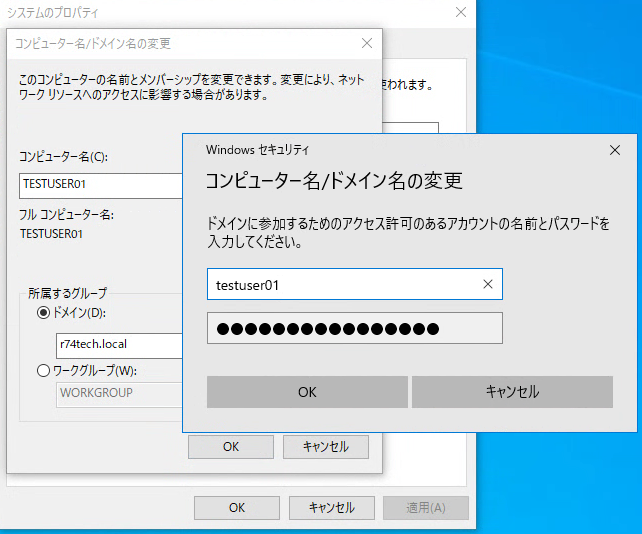 システムのプロパティ
コンピューター名/ドメイン名の変更
このコンピューターの名前とメンバーシップを変更できます。変更により、ネット
ワーク リソースへのアクセスに影響する場合があります。
使われます。
コンピューター名(C):
TESTUSER01
フル コンピューター名:
TESTUSER01
所属するグループ
ドメイン(D):
r74tech.local
ワークグループ(W):
WORKGROUP
OK
キャンセル
OK
キャンセル
適用(A)
Windows セキュリティ
コンピューター名/ドメイン名の変更
ドメインに参加するためのアクセス許可のあるアカウントの名前とパスワードを
入力してください。
testuser01
●●●●●●●●●●●●●●●●
OK
キャンセル